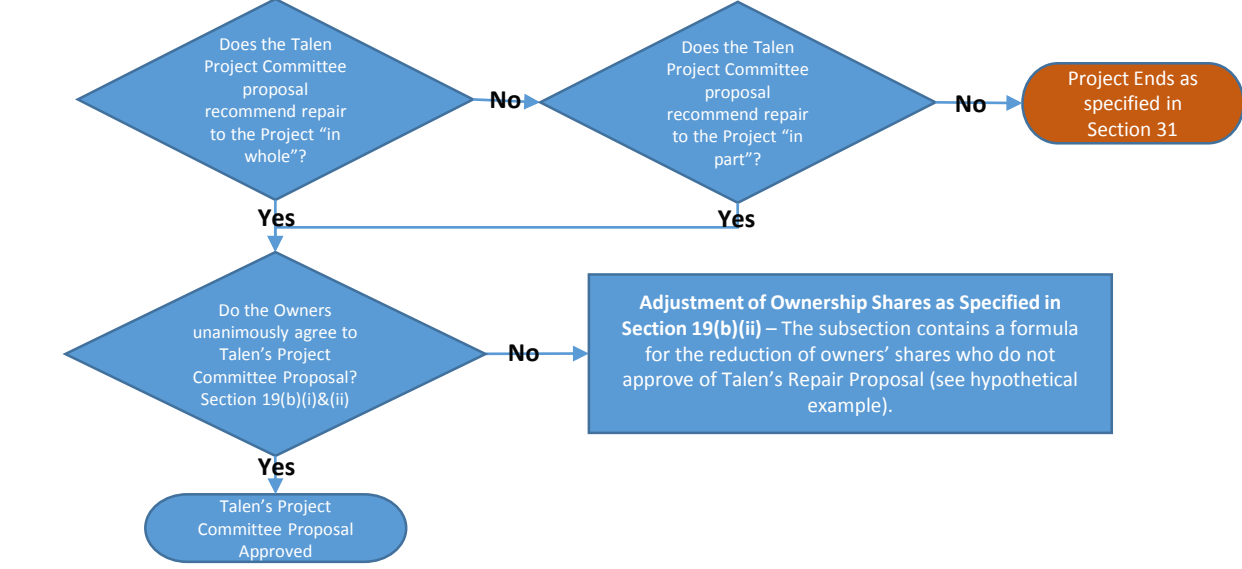 Does the Talen
Project Committee
proposal
recommend repair
to the Project “in
whole”?
No
Does the Talen
Project Committee
proposal
recommend repair
to the Project “in
part”?
No
Project Ends as
specified in
Section 31
Yes
Yes
Do the Owners
unanimously agree to
Talen’s Project
Committee Proposal?
Section 19(b)(i)&(ii)
No
Adjustment of Ownership Shares as Specified in
Section 19(b)(ii) – The subsection contains a formula
for the reduction of owners’ shares who do not
approve of Talen’s Repair Proposal (see hypothetical
example).
Yes
Talen’s Project
Committee Proposal
Approved